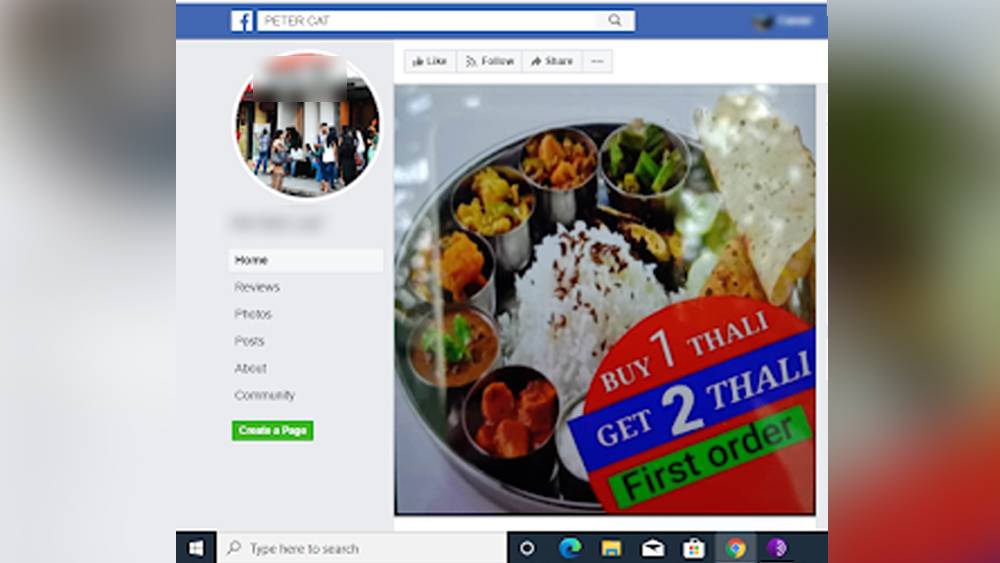 PETER CAT
Like Follow Share
Home
Reviews
Photos
Posts
About
Community
Create a Page
BUY 1 THALI
GET 2 THALI
First order
Type here to search